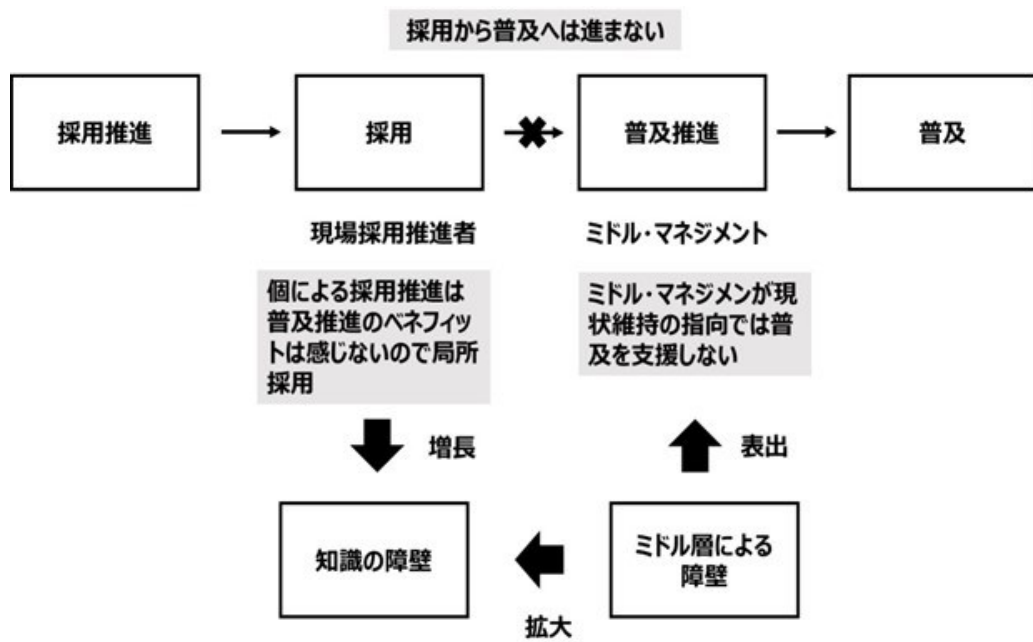 採用から普及へは進まない
採用推進
採用
普及推進
普及
現場採用推進者
ミドル・マネジメント
個による採用推進は
普及推進のベネフィッ
トは感じないので局所
採用
ミドル・マネジメンが現
状維持の指向では普
及を支援しない
増長
表出
知識の障壁
ミドル層による
障壁
拡大